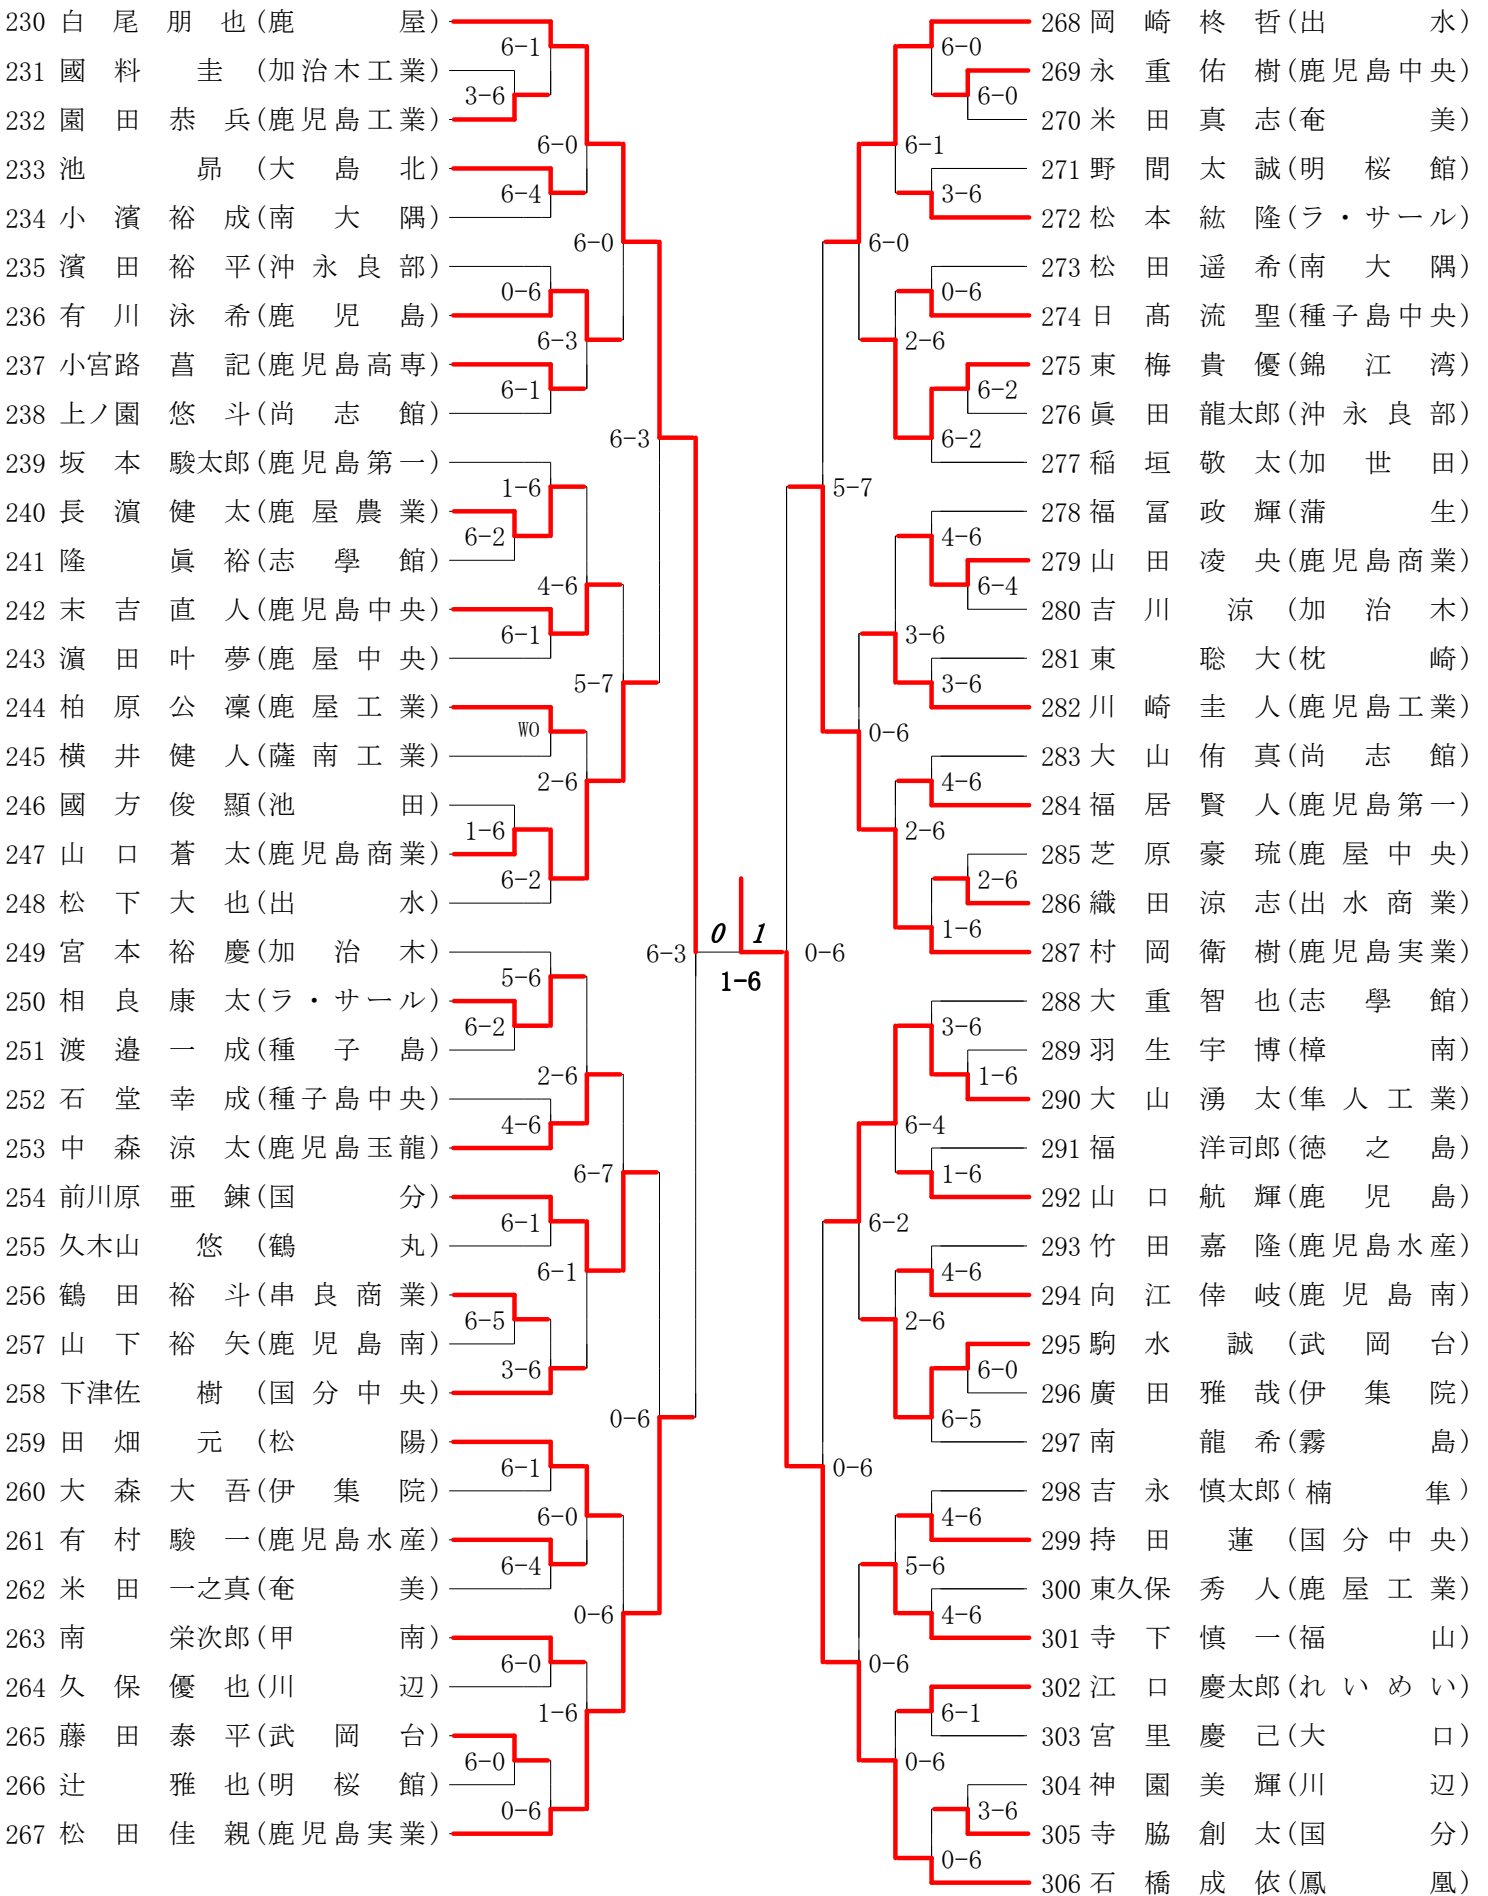 230 白尾朋也(鹿屋)
6-1
231 國料圭(加治木工業)
3-6
232 園田恭兵(鹿児島工業)
6-0
233 池昴(大島北)
6-4
234 小濱裕成(南大隅)
6-0
235 濱田裕平(沖永良部)
0-6
236 有川泳希(鹿児島)
6-3
237 小宮路菖記(鹿児島高専)
6-1
238 上ノ園悠斗(尚志館)
6-3
239 坂本駿太郎(鹿児島第一)
1-6
240 長濵健太(鹿屋農業)
6-2
241 隆眞裕(志學館)
4-6
242 末吉直人(鹿児島中央)
6-1
243 濵田叶夢(鹿屋中央)
5-7
244 柏原公凜(鹿屋工業)
WO
245 横井健人(薩南工業)
2-6
246 國方俊顯(池田)
1-6
247 山口蒼太(鹿児島商業)
6-2
248 松下大也(出水)
249 宮本裕慶(加治木)
6-3
5-6
250 相良康太(ラ・サール)
6-2
251 渡邉一成(種子島)
2-6
252 石堂幸成(種子島中央)
4-6
253 中森涼太(鹿児島玉龍)
6-7
254 前川原亜錬(国分)
6-1
255 久木山悠(鶴丸)
6-1
256 鶴田裕斗(串良商業)
6-5
257 山下裕矢(鹿児島南)
3-6
258 下津佐樹(国分中央)
0-6
259 田畑元(松陽)
6-1
260 大森大吾(伊集院)
6-0
261 有村駿一(鹿児島水産)
6-4
262 米田一之真(奄美)
0-6
263 南栄次郎(甲南)
6-0
264 久保優也(川辺)
1-6
265 藤田泰平(武岡台)
6-0
266 辻雅也(明桜館)
0-6
267 松田佳親(鹿児島実業)
0 1
1-6
268 岡崎柊哲(出水)
6-0
269 永重佑樹(鹿児島中央)
6-0
270 米田真志(奄美)
6-1
271 野間太誠(明桜館)
3-6
272 松本紘隆(ラ・サール)
6-0
273 松田遥希(南大隅)
0-6
274 日髙流聖(種子島中央)
2-6
275 東梅貴優(錦江湾)
6-2
276 眞田龍太郎(沖永良部)
6-2
277 稲垣敬太(加世田)
5-7
278 福冨政輝(蒲生)
4-6
279 山田凌央(鹿児島商業)
6-4
280 吉川涼(加治木)
3-6
281 東聡大(枕崎)
3-6
282 川崎圭人(鹿児島工業)
0-6
283 大山侑真(尚志館)
4-6
284 福居賢人(鹿児島第一)
2-6
285 芝原豪琉(鹿屋中央)
2-6
286 織田涼志(出水商業)
1-6
287 村岡衛樹(鹿児島実業)
0-6
288 大重智也(志學館)
3-6
289 羽生宇博(樟南)
1-6
290 大山湧太(隼人工業)
6-4
291 福洋司郎(徳之島)
1-6
292 山口航輝(鹿児島)
6-2
293 竹田嘉隆(鹿児島水産)
4-6
294 向江倖岐(鹿児島南)
2-6
295 駒水誠(武岡台)
6-0
296 廣田雅哉(伊集院)
6-5
297 南龍希(霧島)
0-6
298 吉永慎太郎(楠隼)
4-6
299 持田蓮(国分中央)
5-6
300 東久保秀人(鹿屋工業)
4-6
301 寺下慎一(福山)
0-6
302 江口慶太郎(れいめい)
6-1
303 宮里慶己(大口)
0-6
304 神園美輝(川辺)
3-6
305 寺脇創太(国分)
0-6
306 石橋成依(鳳凰)